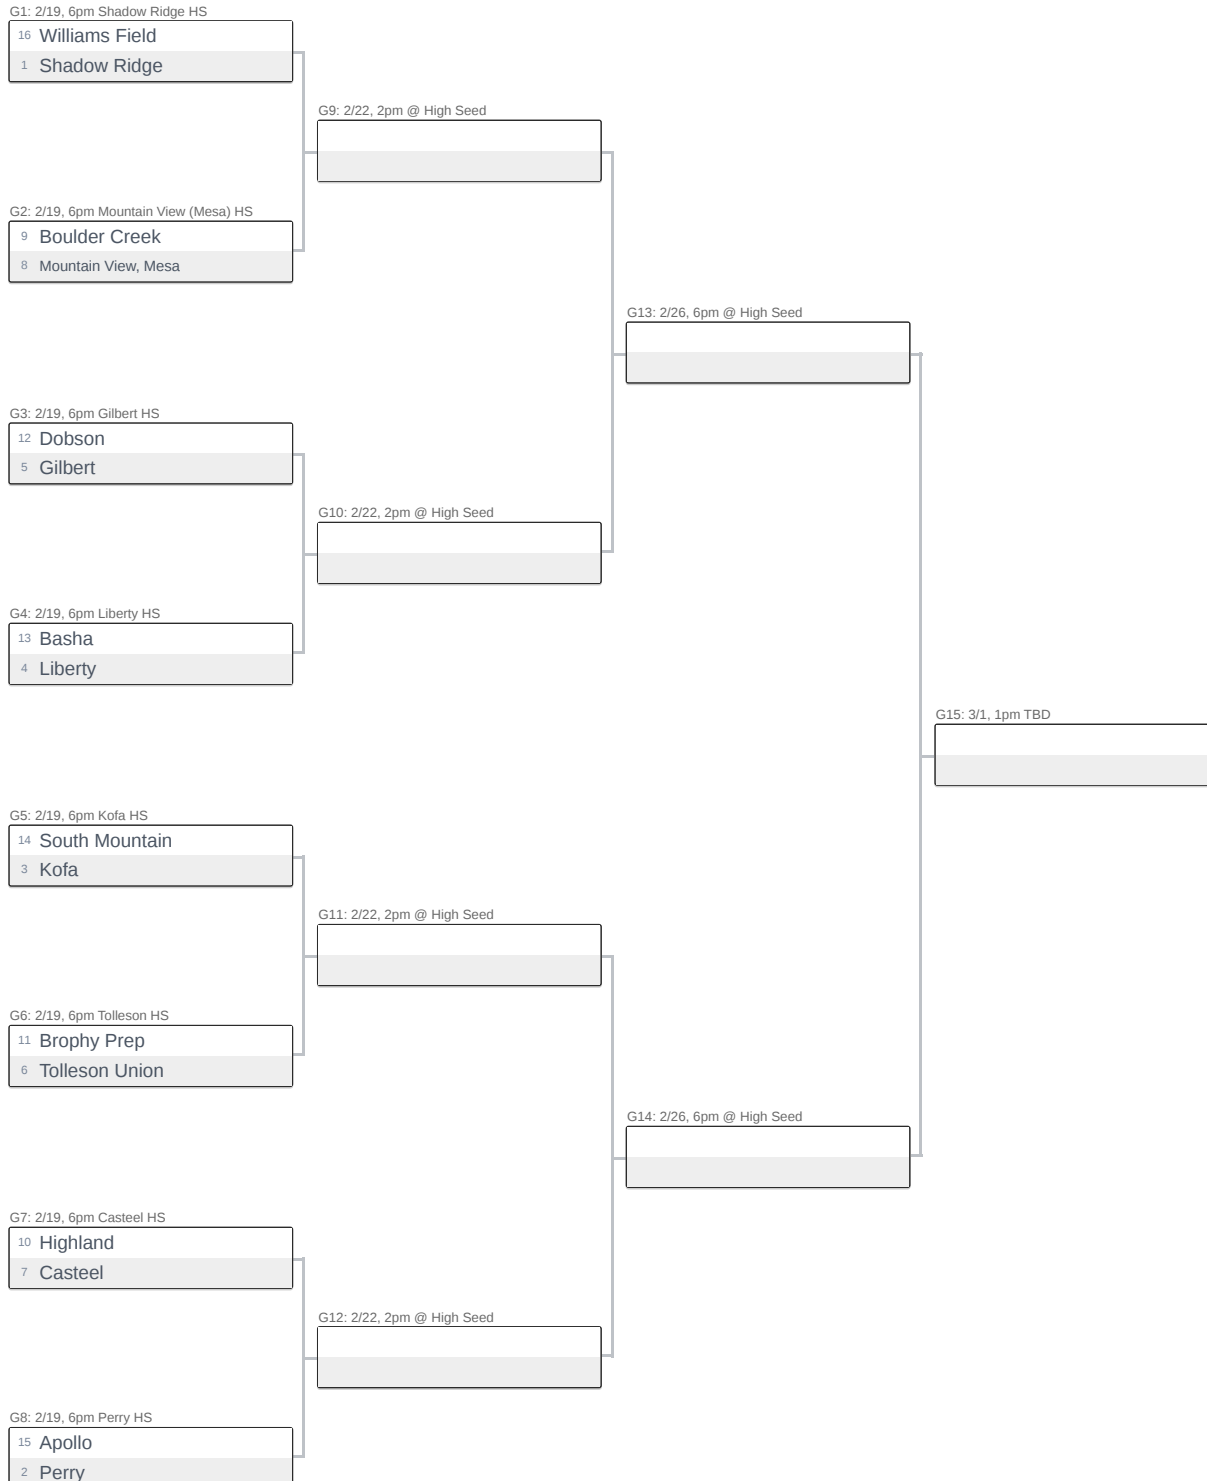 G1: 2/19, 6pm Shadow Ridge HS
16 Williams Field
1 Shadow Ridge
G9: 2/22, 2pm @ High Seed
G2: 2/19, 6pm Mountain View (Mesa) HS
9 Boulder Creek
8 Mountain View, Mesa
G13: 2/26, 6pm @ High Seed
G3: 2/19, 6pm Gilbert HS
12 Dobson
5 Gilbert
G10: 2/22, 2pm @ High Seed
G4: 2/19, 6pm Liberty HS
13 Basha
4 Liberty
G15: 3/1, 1pm TBD
G5: 2/19, 6pm Kofa HS
14 South Mountain
3 Kofa
G11: 2/22, 2pm @ High Seed
G6: 2/19, 6pm Tolleson HS
11 Brophy Prep
6 Tolleson Union
G14: 2/26, 6pm @ High Seed
G7: 2/19, 6pm Casteel HS
10 Highland
7 Casteel
G12: 2/22, 2pm @ High Seed
G8: 2/19, 6pm Perry HS
15 Apollo
2 Perry